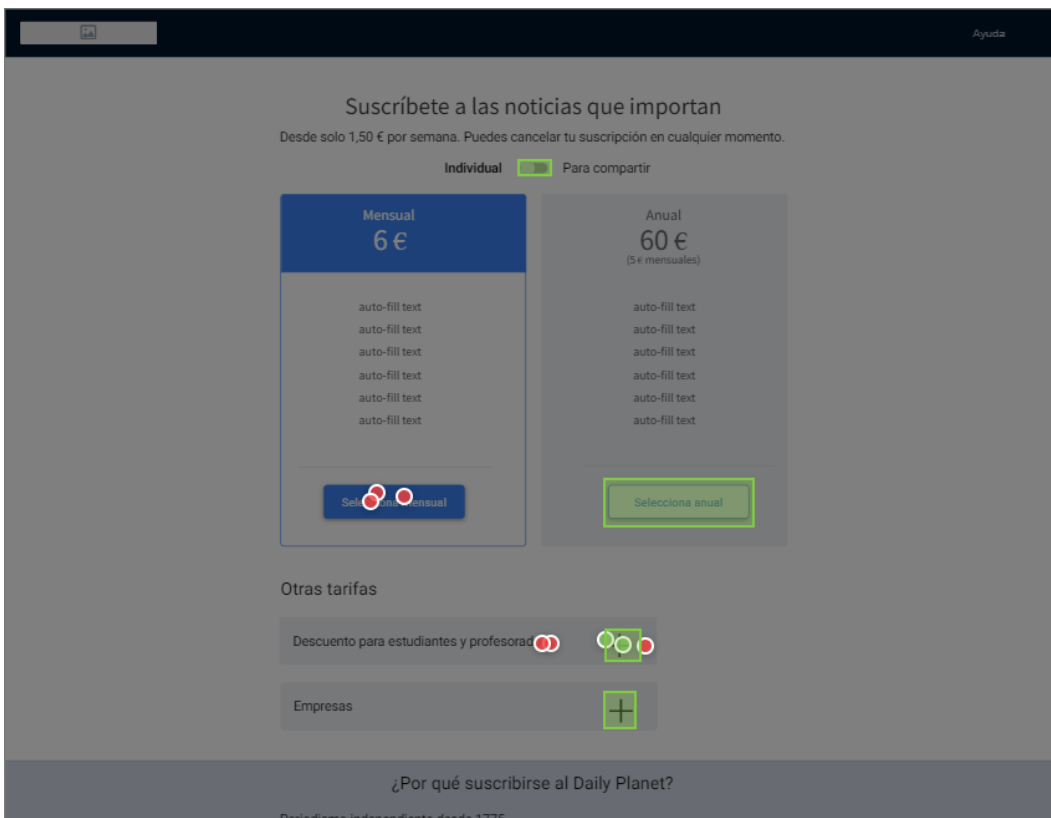 Ayuda
Suscríbete a las noticias que importan
Desde solo 1,50 € por semana. Puedes cancelar tu suscripción en cualquier momento.
Individual Para compartir
Mensual
6 €
auto-fill text
auto-fill text
auto-fill text
auto-fill text
auto-fill text
auto-fill text
Anual
60 €
(5 € mensuales)
auto-fill text
auto-fill text
auto-fill text
auto-fill text
auto-fill text
auto-fill text
Selecciona anual
Otras tarifas
Descuento para estudiantes y
Empresas
¿Por qué suscribirse al Daily Planet?